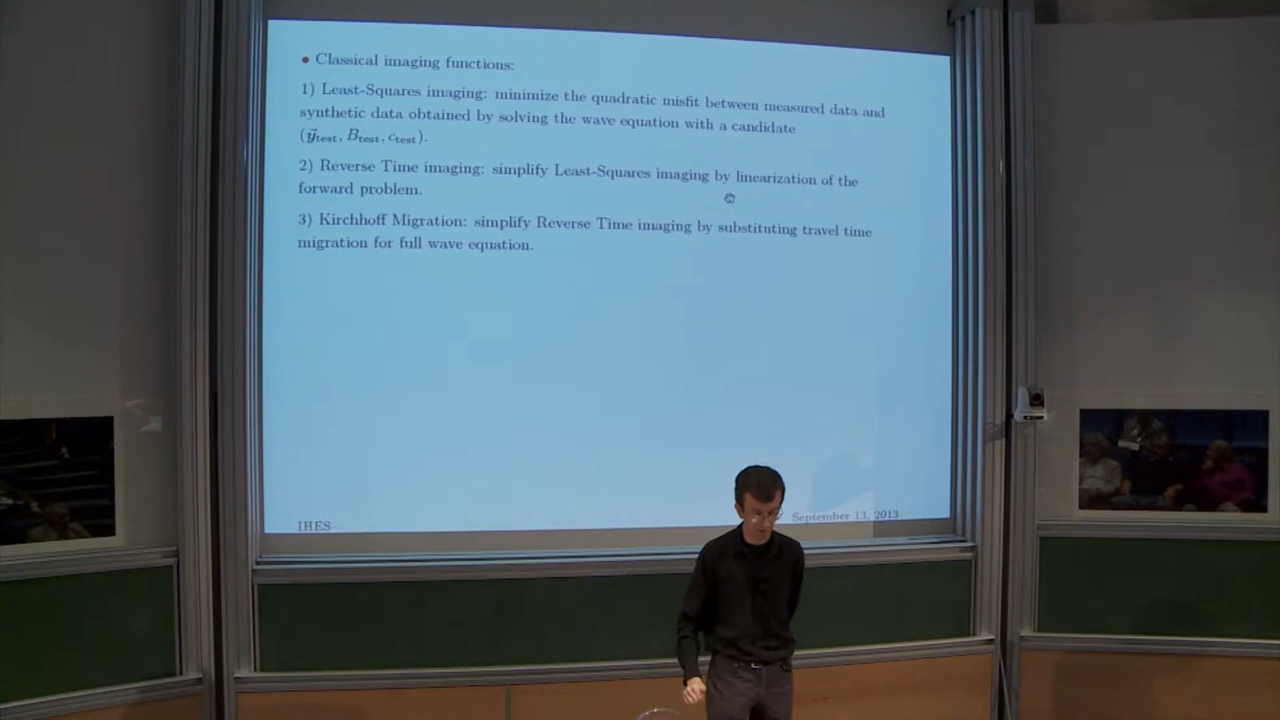 • Classical imaging functions:
1) Least-Squares imaging: minimize the quadratic misfit between measured data and
synthetic data obtained by solving the wave equation with a candidate
(y⃗test, Btest, ctest).
2) Reverse Time imaging: simplify Least-Squares imaging by linearization of the
forward problem.
3) Kirchhoff Migration: simplify Reverse Time imaging by substituting travel time
migration for full wave equation.
IHES
September 13, 2013